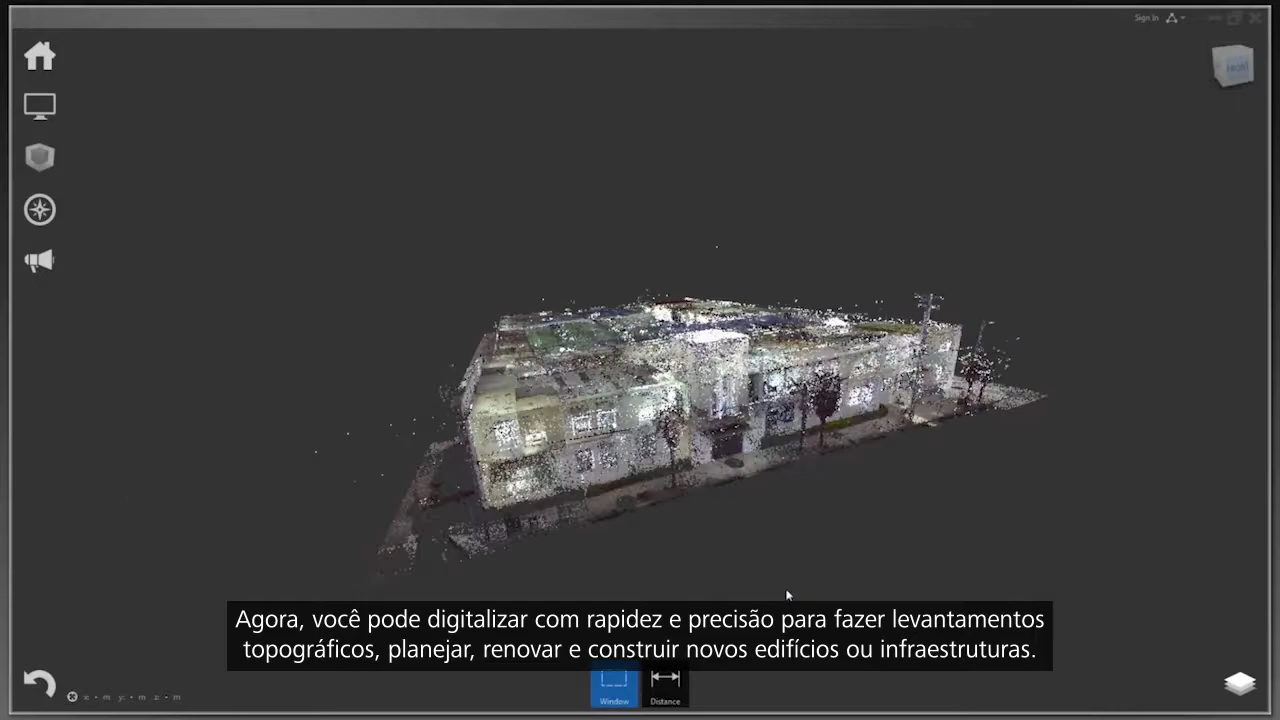 Sign In
FRONT
Agora, você pode digitalizar com rapidez e precisão para fazer levantamentos
topográficos, planejar, renovar e construir novos edifícios ou infraestruturas.
x - m y: - m z: - m
Window
Distance